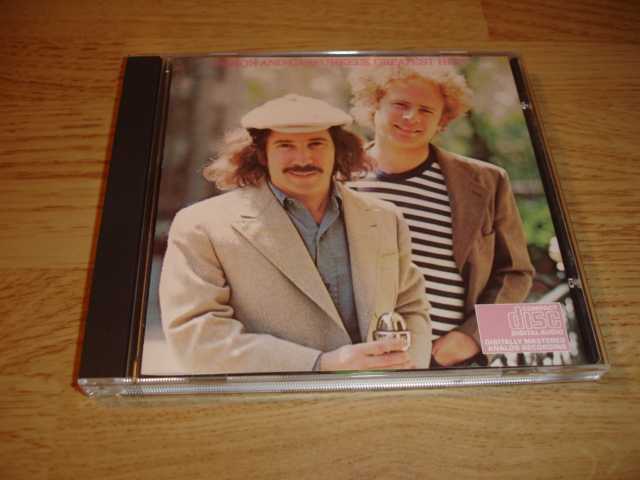 SIMON AND GARFUNKEL'S GREATEST HITS
COMPACT
disc
DIGITAL AUDIO
DIGITALLY MASTERED
ANALOG RECORDING